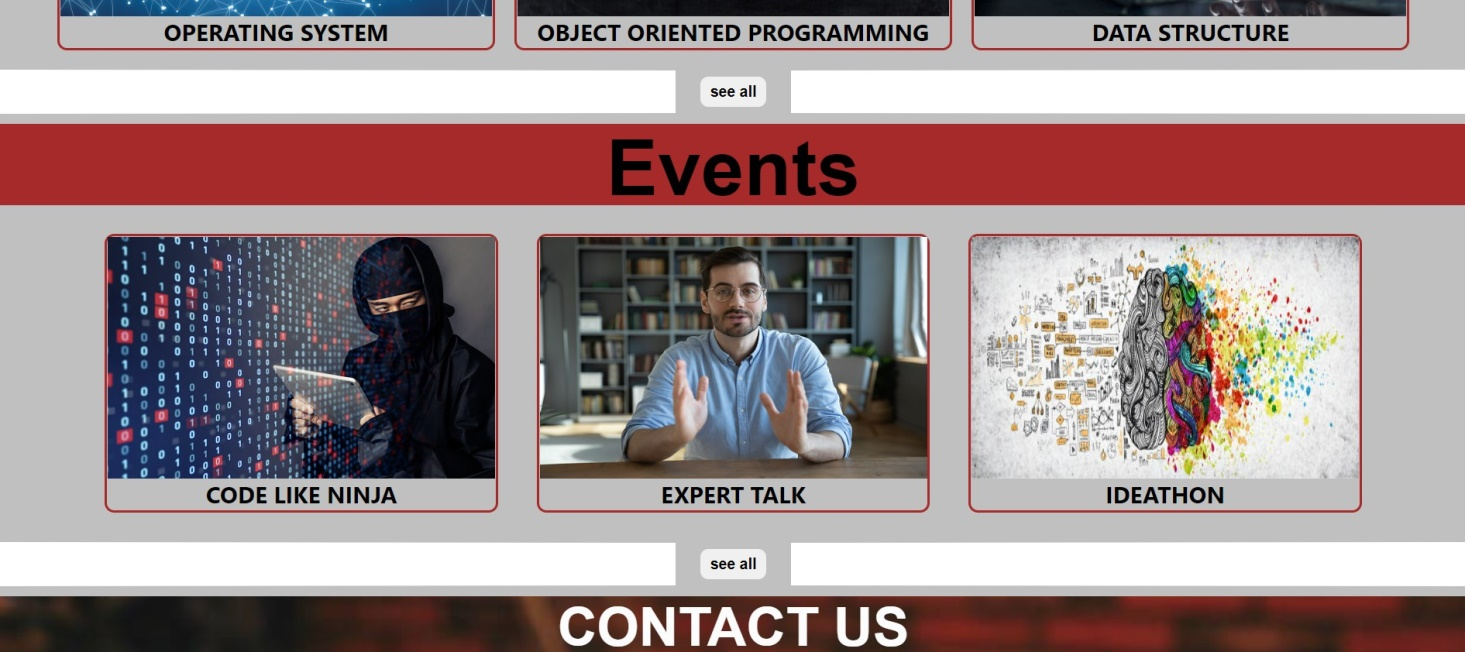 OPERATING SYSTEM
OBJECT ORIENTED PROGRAMMING
DATA STRUCTURE
see all
Events
CODE LIKE NINJA
EXPERT TALK
IDEATHON
see all
CONTACT US